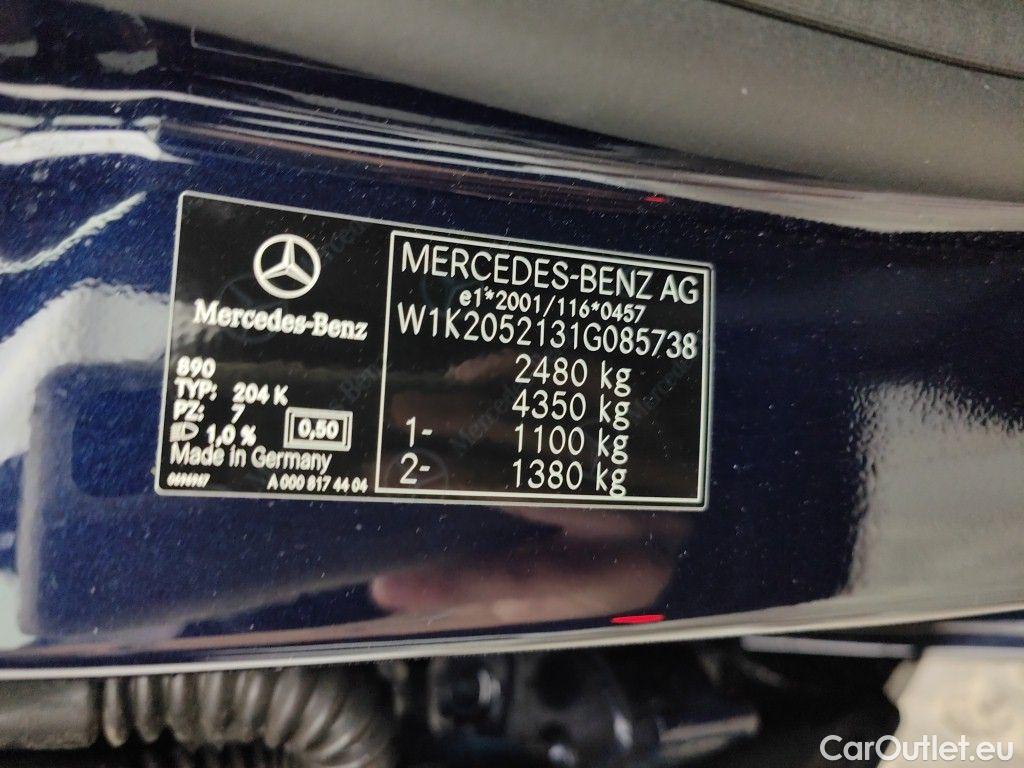 Mercedes-Benz
890
TYP: 204 K
PZ: 7
1,0 %
0,50
Made in Germany
A 000 817 44 04
MERCEDES-BENZ AG
e1*2001/116*0457
W1K2052131G085738
2480 kg
4350 kg
1- 1100 kg
2- 1380 kg
CarOutlet.eu